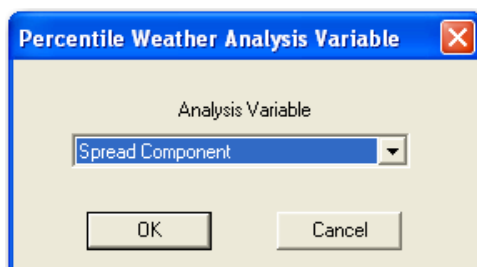 Percentile Weather Analysis Variable
Analysis Variable
Spread Component
OK Cancel